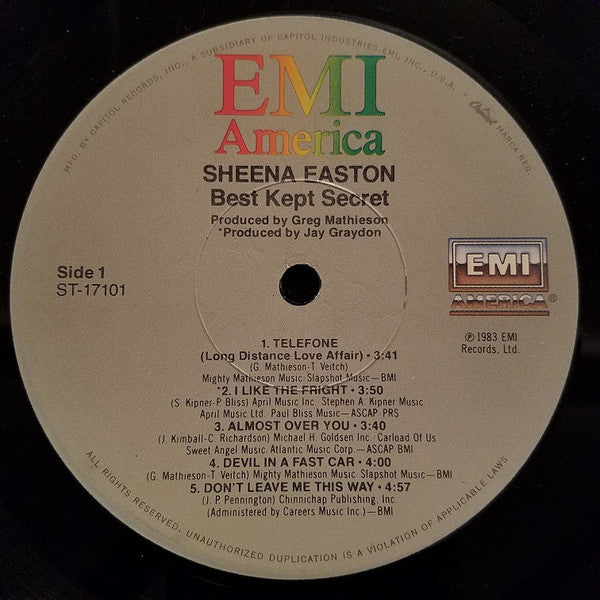 MFD. BY CAPITOL RECORDS, INC., A SUBSIDIARY OF CAPITOL INDUSTRIES-EMI, INC., U.S.A.
Capitol MARCA REG.
EMI
America
SHEENA EASTON
Best Kept Secret
Produced by Greg Mathieson
*Produced by Jay Graydon
Side 1
ST-17101
EMI
AMERICA®
℗ 1983 EMI
Records, Ltd.
1. TELEFONE
(Long Distance Love Affair) • 3:41
(G. Mathieson-T. Veitch)
Mighty Mathieson Music Slapshot Music—BMI
*2. I LIKE THE FRIGHT • 3:50
(S. Kipner-P Bliss) April Music Inc. Stephen A. Kipner Music
April Music Ltd. Paul Bliss Music—ASCAP PRS
3. ALMOST OVER YOU • 3:40
(J. Kimball-C. Richardson) Michael H. Goldsen Inc. Carload Of Us
Sweet Angel Music Atlantic Music Corp.—ASCAP BMI
4. DEVIL IN A FAST CAR • 4:00
(G. Mathieson-T. Veitch) Mighty Mathieson Music Slapshot Music—BMI
5. DON'T LEAVE ME THIS WAY • 4:57
(J. P. Pennington) Chinnichap Publishing, Inc.
(Administered by Careers Music Inc.)—BMI
ALL RIGHTS RESERVED. UNAUTHORIZED DUPLICATION IS A VIOLATION OF APPLICABLE LAWS